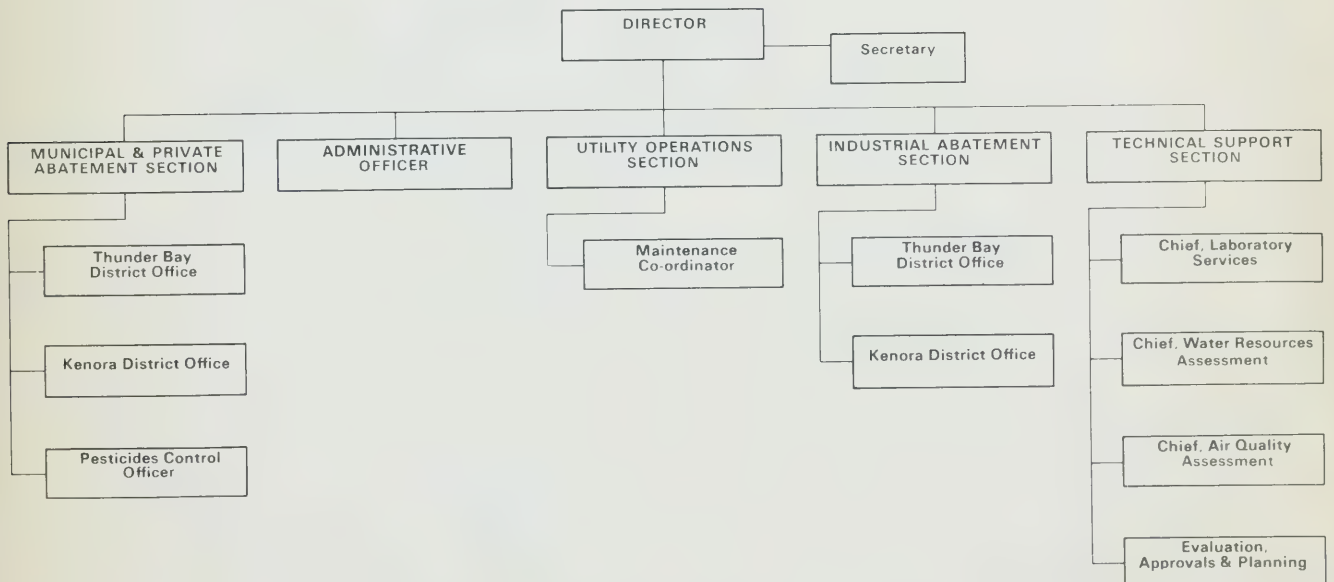 DIRECTOR
Secretary
MUNICIPAL & PRIVATE
ABATEMENT SECTION
ADMINISTRATIVE
OFFICER
UTILITY OPERATIONS
SECTION
INDUSTRIAL ABATEMENT
SECTION
TECHNICAL SUPPORT
SECTION
Thunder Bay
District Office
Kenora District Office
Pesticides Control
Officer
Maintenance
Co-ordinator
Thunder Bay
District Office
Kenora District Office
Chief, Laboratory
Services
Chief, Water Resources
Assessment
Chief, Air Quality
Assessment
Evaluation,
Approvals & Planning